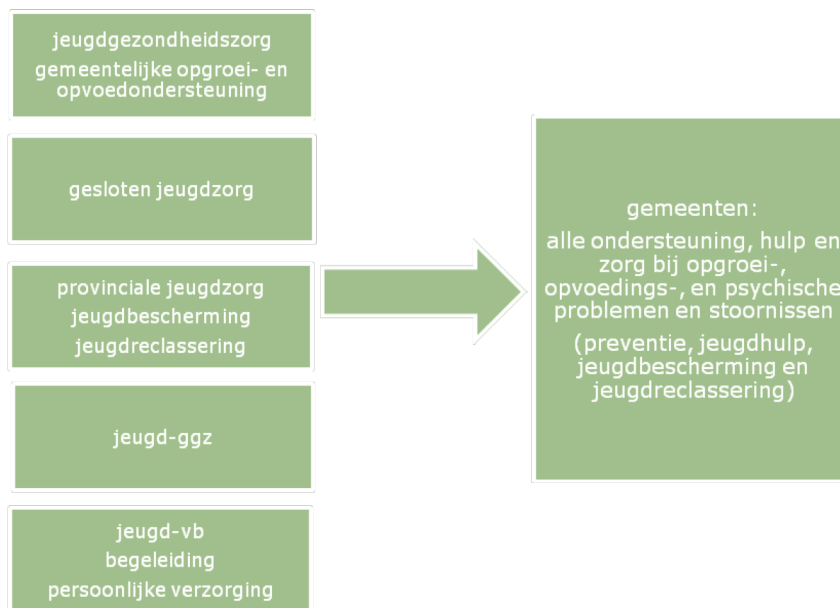 jeugdgezondheidszorg
gemeentelijke opgroei- en
opvoedondersteuning
gesloten jeugdzorg
provinciale jeugdzorg
jeugdbescherming
jeugdreclassering
jeugd-ggz
jeugd-vb
begeleiding
persoonlijke verzorging
gemeenten:
alle ondersteuning, hulp en
zorg bij opgroei-,
opvoedings-, en psychische
problemen en stoornissen
(preventie, jeugdhulp,
jeugdbescherming en
jeugdreclassering)